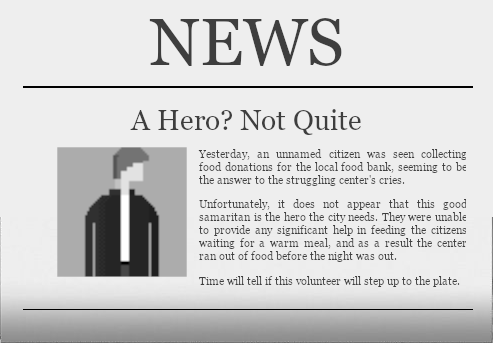 NEWS
A Hero? Not Quite
Yesterday, an unnamed citizen was seen collecting
food donations for the local food bank, seeming to be
the answer to the struggling center's cries.
Unfortunately, it does not appear that this good
samaritan is the hero the city needs. They were unable
to provide any significant help in feeding the citizens
waiting for a warm meal, and as a result the center
ran out of food before the night was out.
Time will tell if this volunteer will step up to the plate.